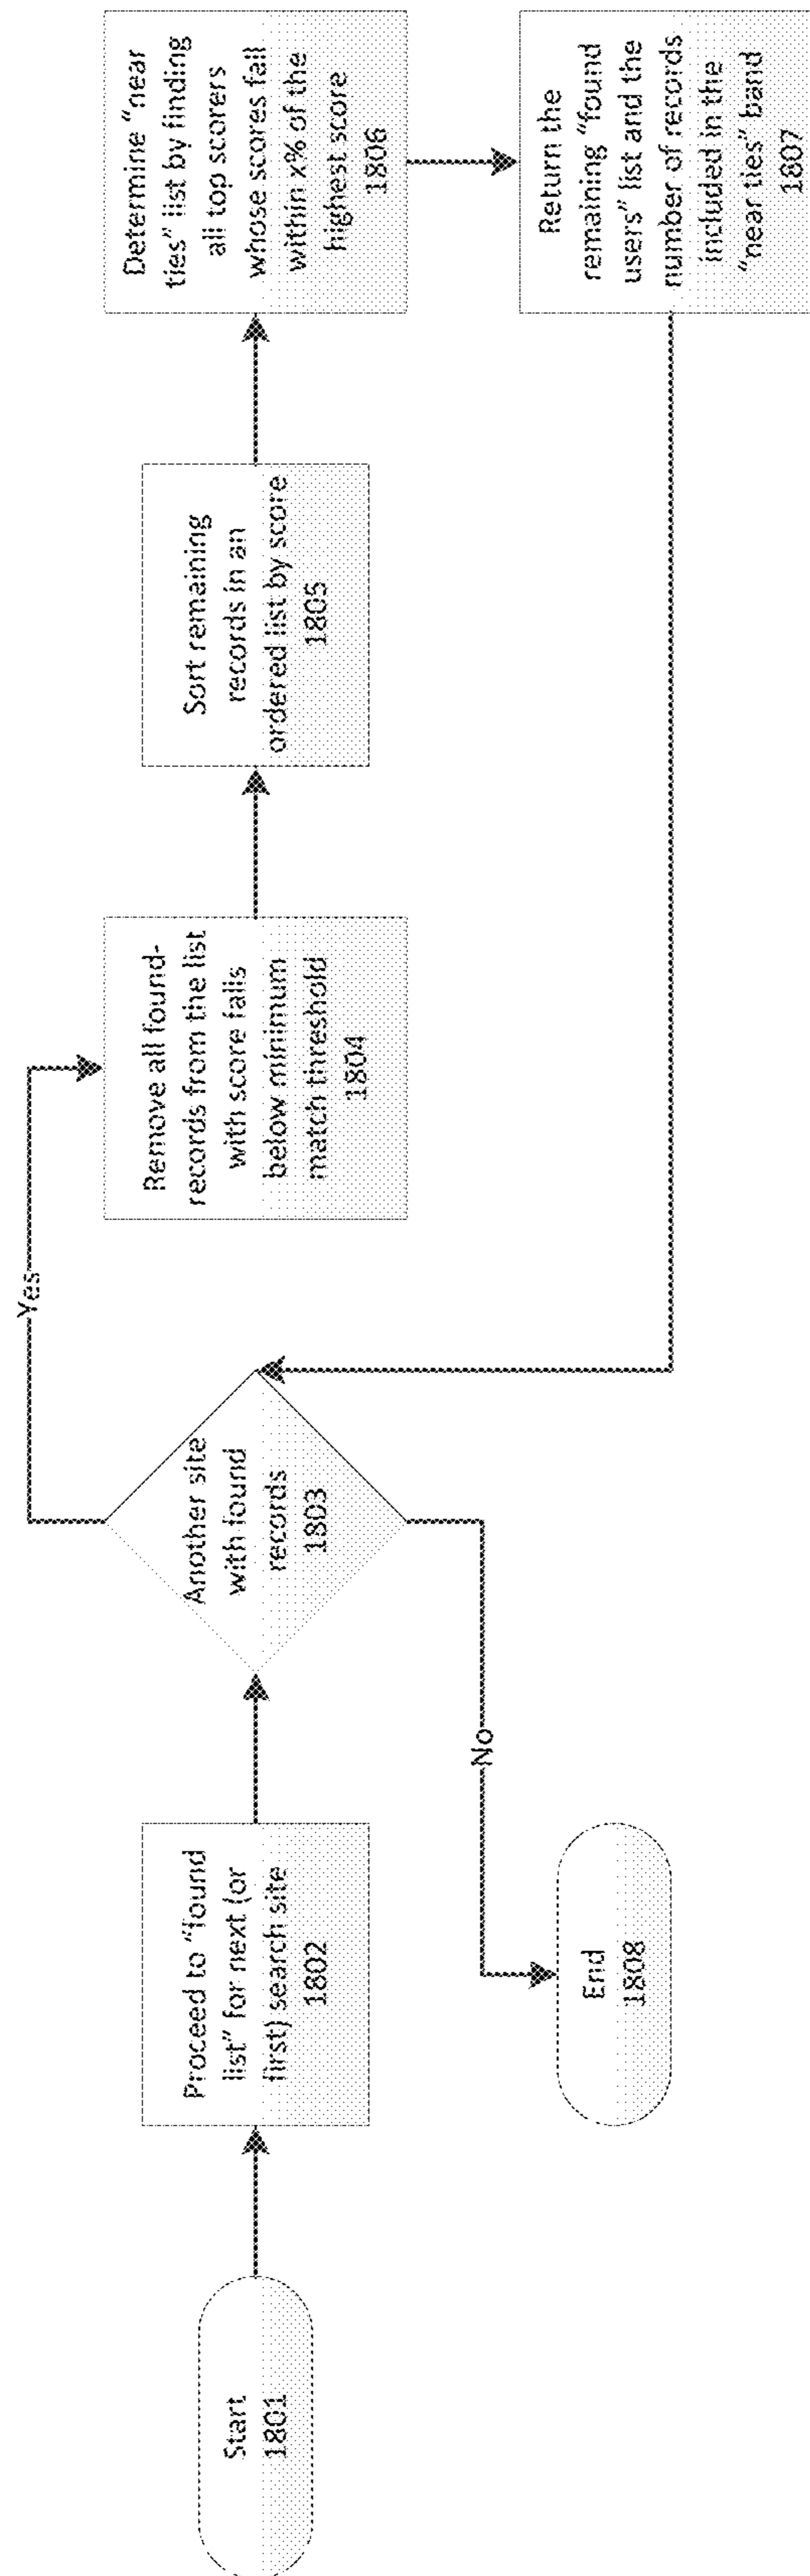 Start
1801
Proceed to “found
list” for next (or
first) search site
1802
Another site
with found
records
1803
Yes
No
Remove all found-
records from the list
with score falls
below minimum
match threshold
1804
Sort remaining
records in an
ordered list by score
1805
Determine “near
ties” list by finding
all top scorers
whose scores fall
within x% of the
highest score
1806
Return the
remaining “found
users” list and the
number of records
included in the
“near ties” band
1807
End
1808